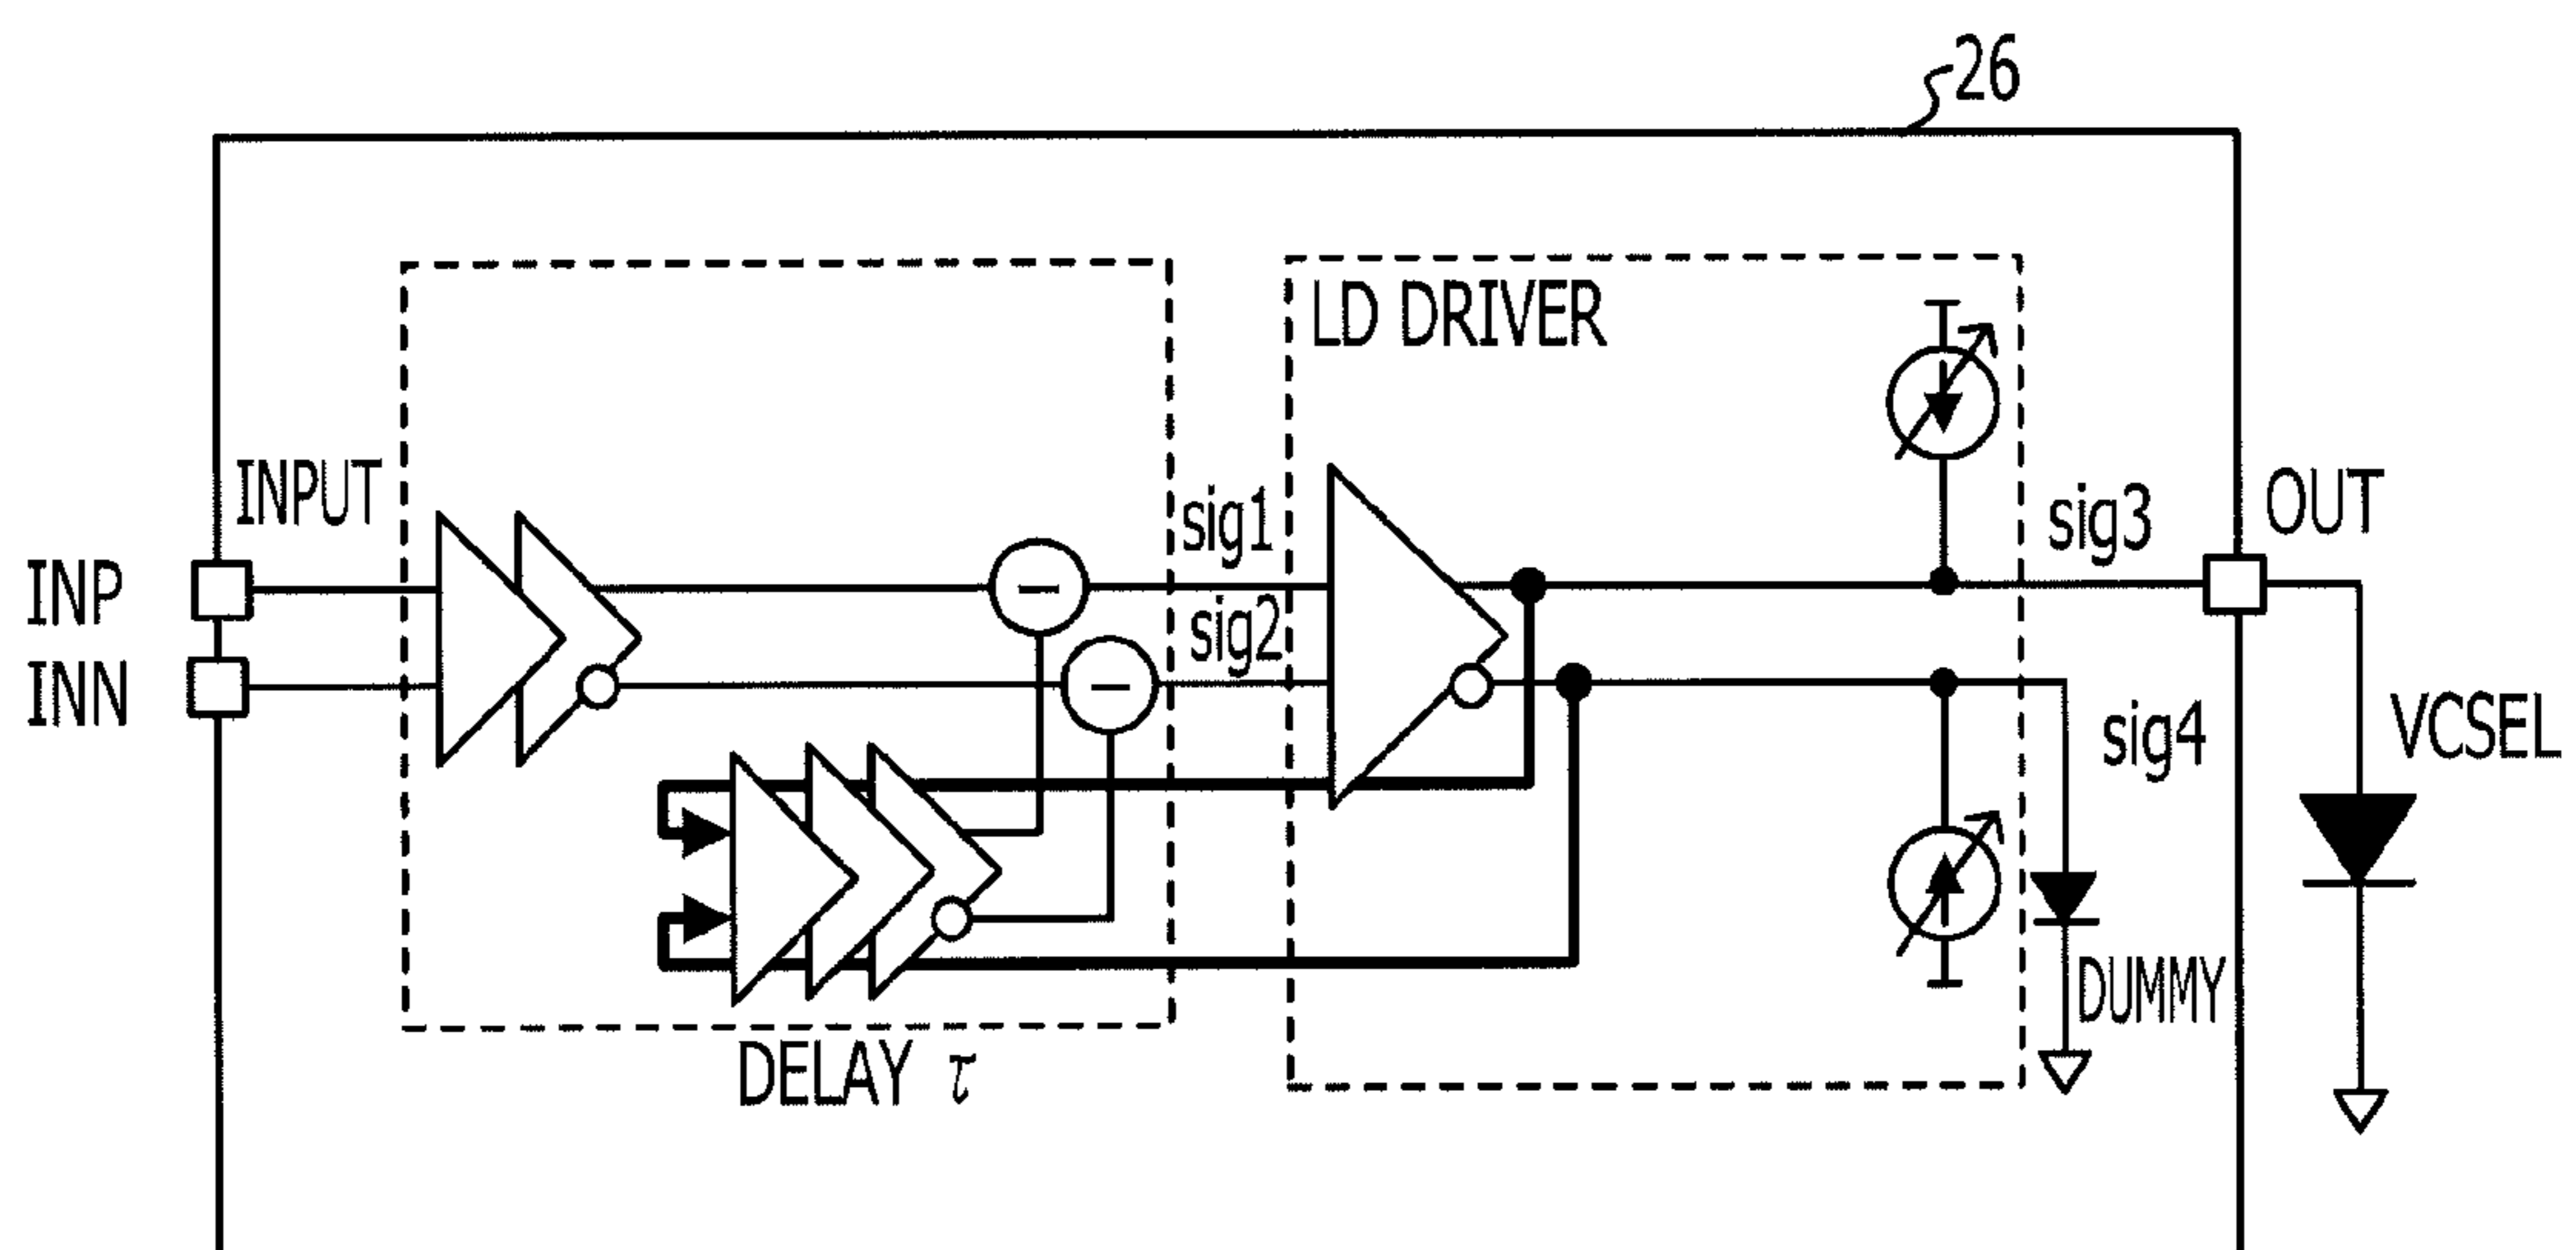 26
LD DRIVER
INPUT
INP
INN
sig1
sig2
sig3
OUT
sig4
VCSEL
DUMMY
DELAY τ